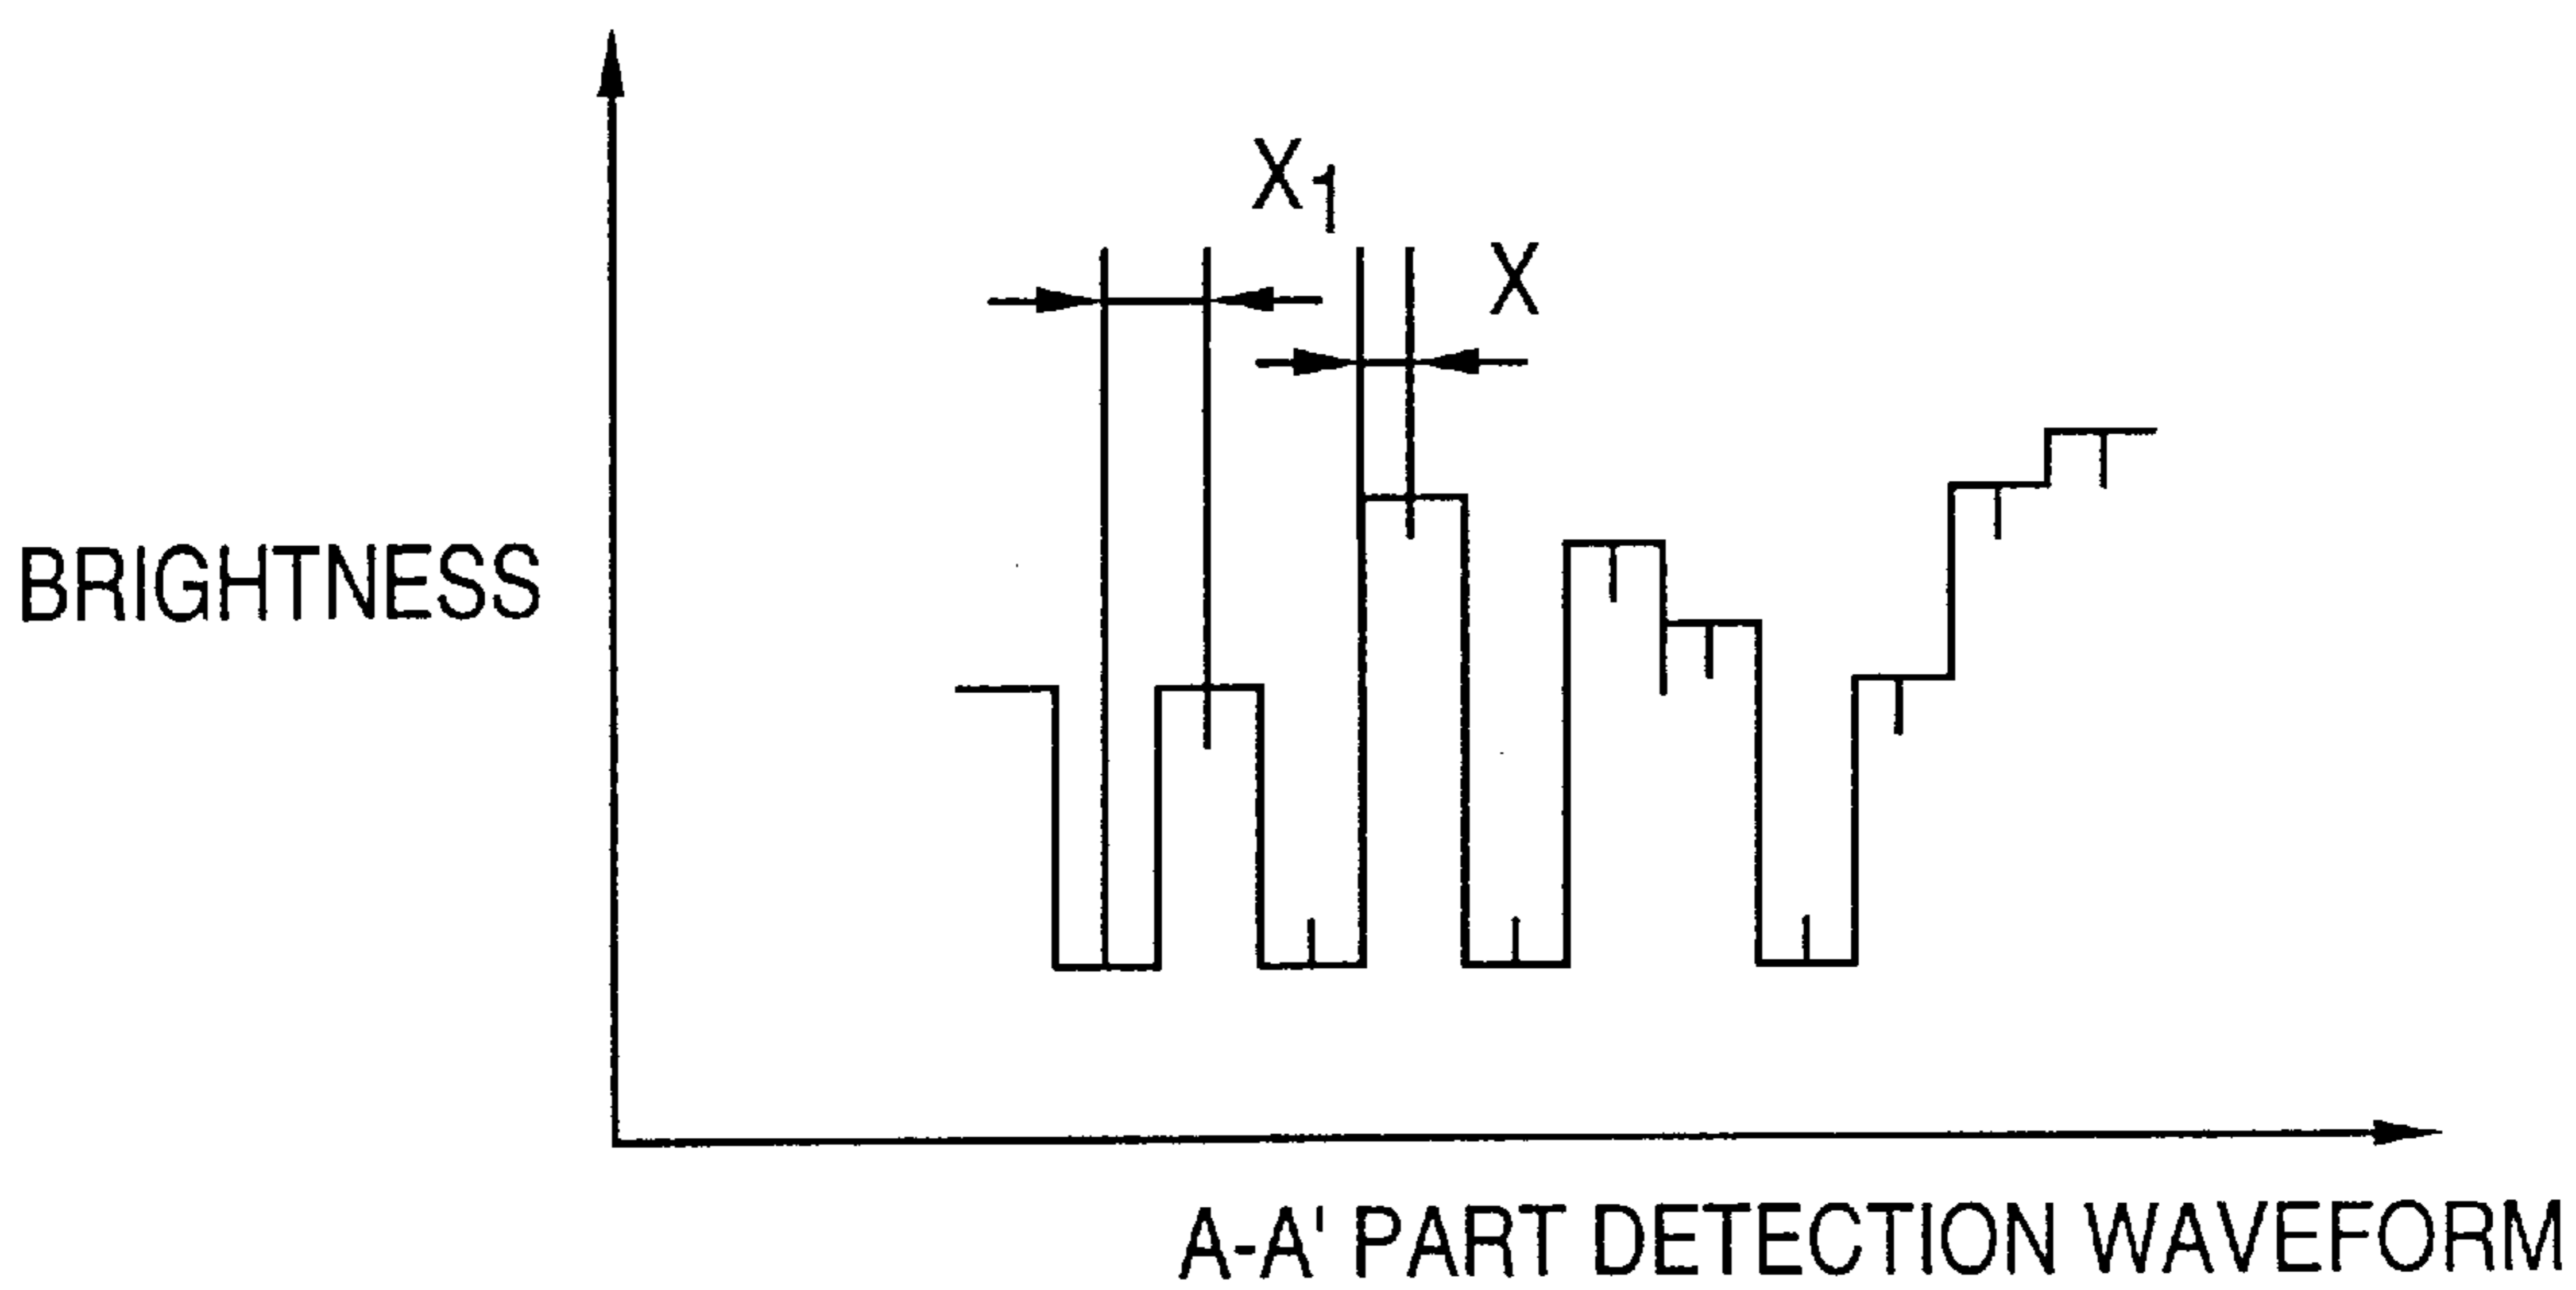 X1
X
BRIGHTNESS
A-A' PART DETECTION WAVEFORM